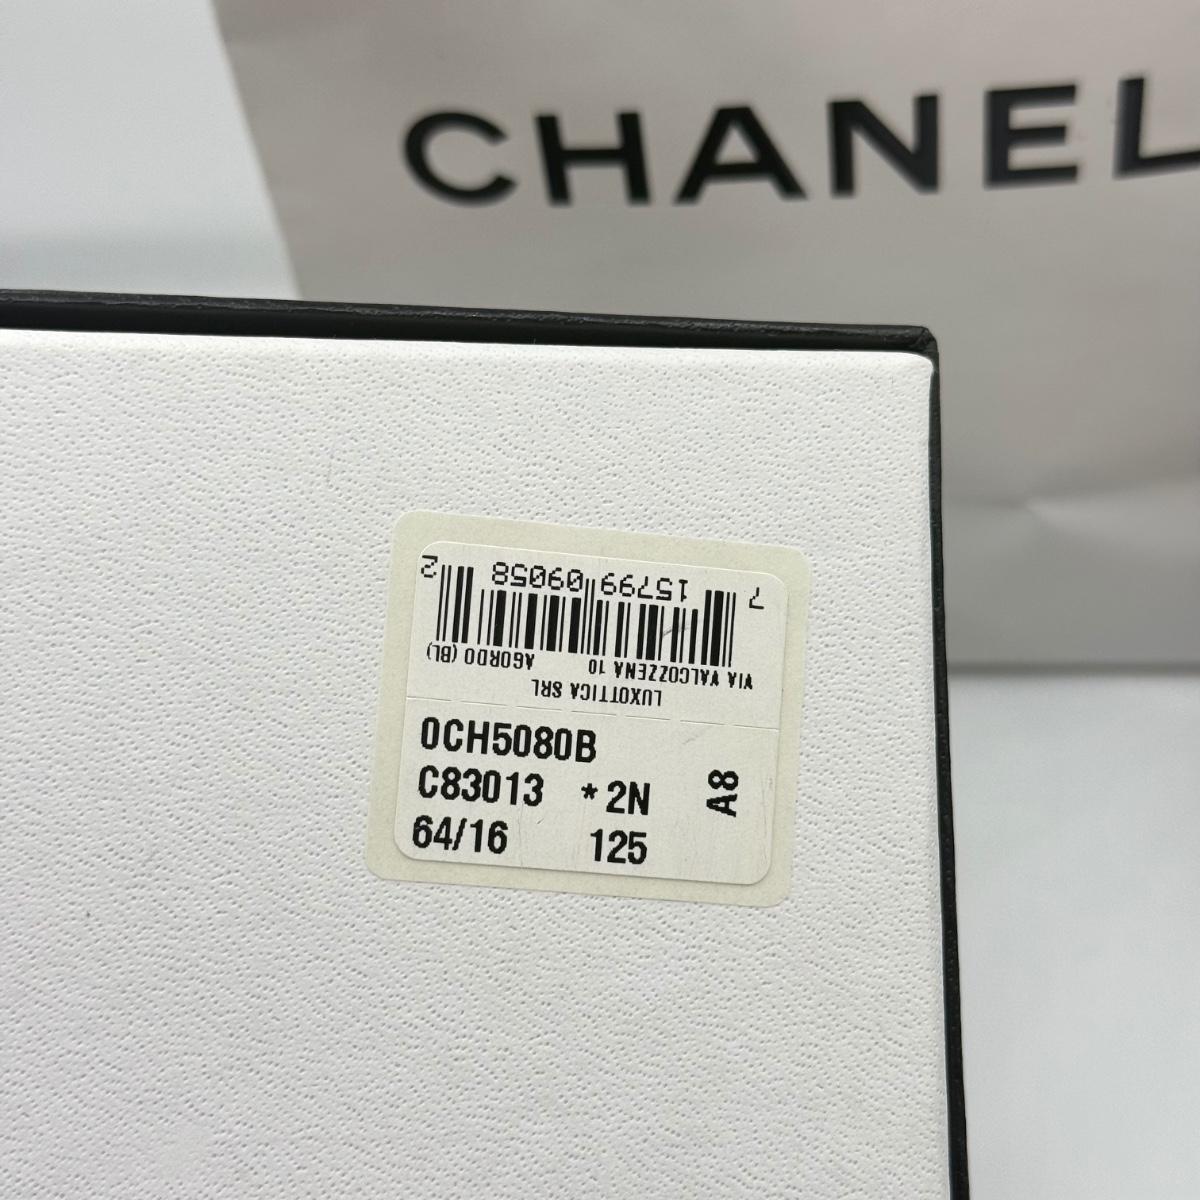 CHANEL
7 15799 09058 2
VIA VALCOZZENA 10 AGORDO (BL)
LUXOTTICA SRL
0CH5080B
C83013 *2N
64/16 125
A8